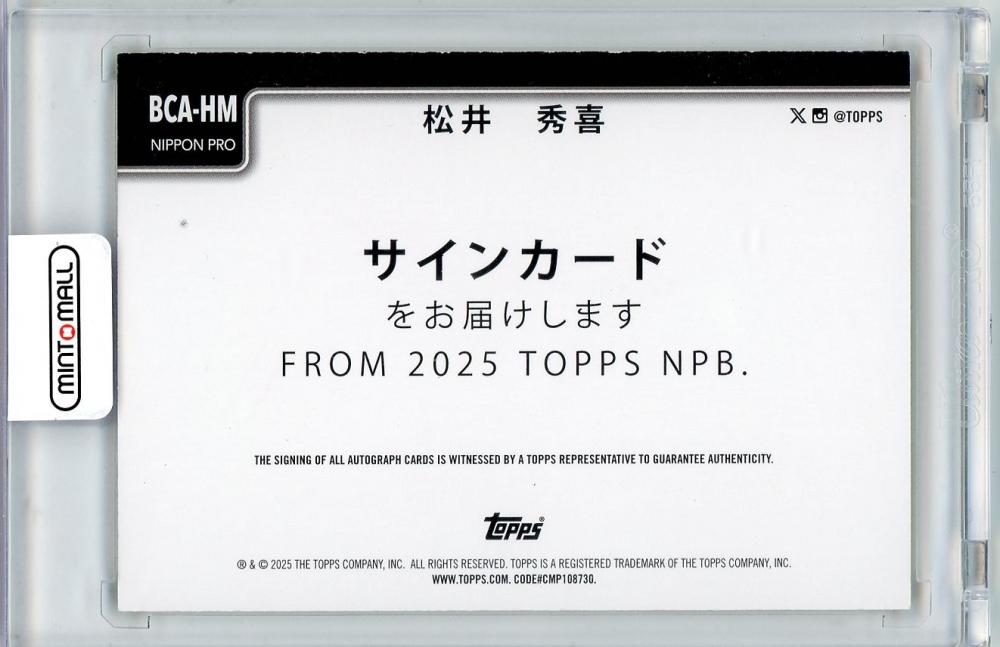 BCA-HM
NIPPON PRO
松井 秀喜
@TOPPS
サインカード
をお届けします
FROM 2025 TOPPS NPB.
THE SIGNING OF ALL AUTOGRAPH CARDS IS WITNESSED BY A TOPPS REPRESENTATIVE TO GUARANTEE AUTHENTICITY.
Topps®
® & © 2025 THE TOPPS COMPANY, INC. ALL RIGHTS RESERVED. TOPPS IS A REGISTERED TRADEMARK OF THE TOPPS COMPANY, INC.
WWW.TOPPS.COM. CODE#CMP108730.
MINTOMALL